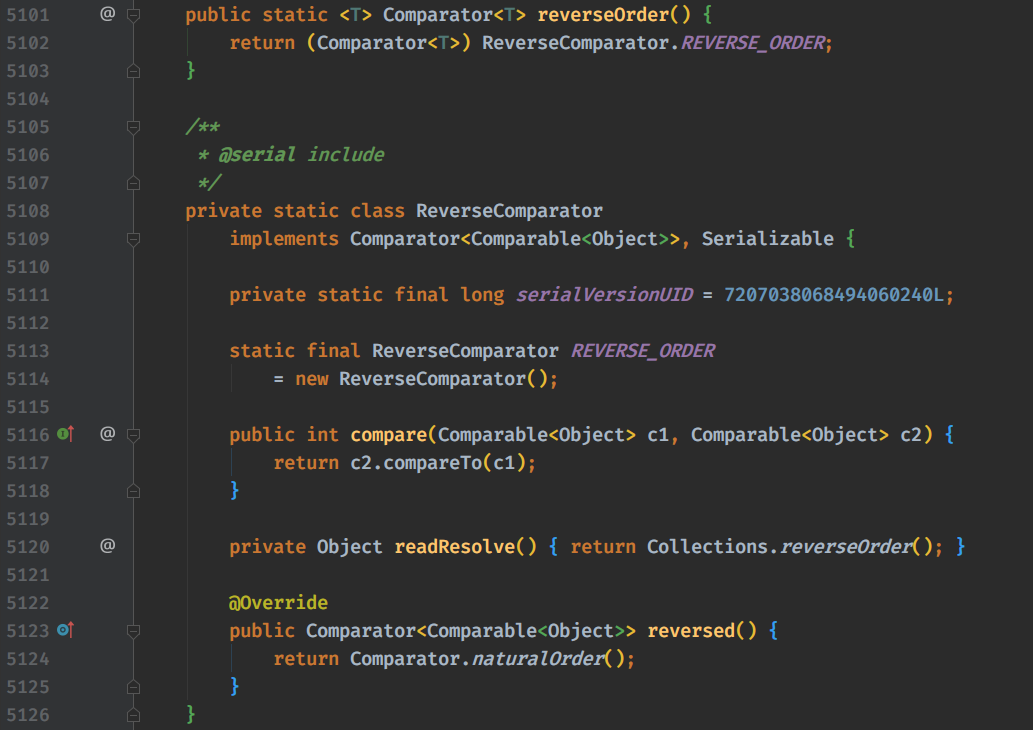 5101 @ public static <T> Comparator<T> reverseOrder() {
5102 return (Comparator<T>) ReverseComparator.REVERSE_ORDER;
5103 }
5104
5105 /**
5106 * @serial include
5107 */
5108 private static class ReverseComparator
5109 implements Comparator<Comparable<Object>>, Serializable {
5110
5111 private static final long serialVersionUID = 7207038068494060240L;
5112
5113 static final ReverseComparator REVERSE_ORDER
5114 = new ReverseComparator();
5115
5116 @ public int compare(Comparable<Object> c1, Comparable<Object> c2) {
5117 return c2.compareTo(c1);
5118 }
5119
5120 @ private Object readResolve() { return Collections.reverseOrder(); }
5121
5122 @Override
5123 public Comparator<Comparable<Object>> reversed() {
5124 return Comparator.naturalOrder();
5125 }
5126 }